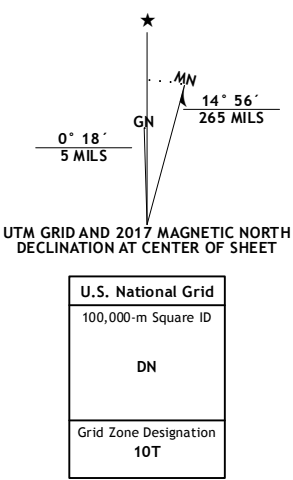 ★
MN
GN
14° 56´
265 MILS
0° 18´
5 MILS
UTM GRID AND 2017 MAGNETIC NORTH
DECLINATION AT CENTER OF SHEET
U.S. National Grid
100,000-m Square ID
DN
Grid Zone Designation
10T